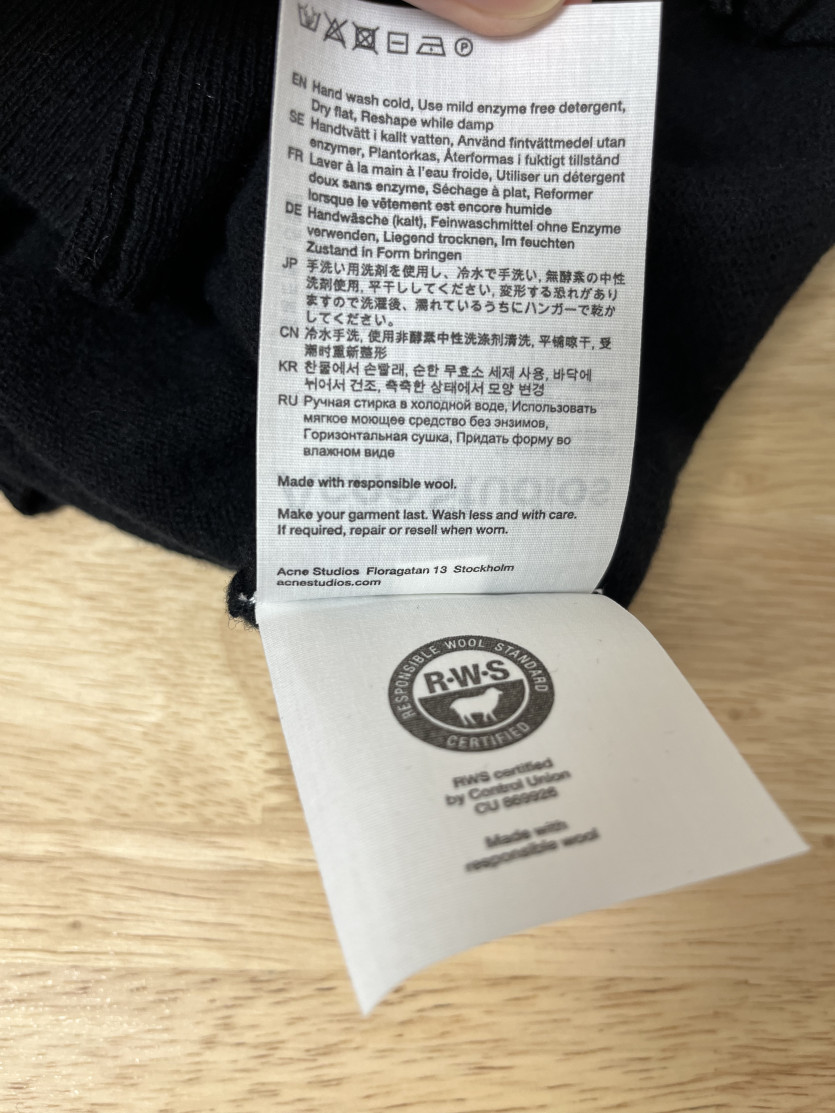 EN Hand wash cold, Use mild enzyme free detergent,
Dry flat, Reshape while damp
SE Handtvätt i kallt vatten, Använd fintvättmedel utan
enzymer, Plantorkas, Återformas i fuktigt tillstånd
FR Laver à la main à l'eau froide, Utiliser un détergent
doux sans enzyme, Séchage à plat, Reformer
lorsque le vêtement est encore humide
DE Handwäsche (kalt), Feinwaschmittel ohne Enzyme
verwenden, Liegend trocknen, Im feuchten
Zustand in Form bringen
JP 手洗い用洗剤を使用し、冷水で手洗い, 無酵素の中性
洗剤使用, 平干ししてください, 変形する恐れがあり
ますので洗濯後、濡れているうちにハンガーで乾か
してください。
CN 冷水手洗, 使用非酵素中性洗涤剂清洗, 平铺晾干, 受
潮时重新整形
KR 찬물에서 손빨래, 순한 무효소 세제 사용, 바닥에
뉘어서 건조, 축축한 상태에서 모양 변경
RU Ручная стирка в холодной воде, Использовать
мягкое моющее средство без энзимов,
Горизонтальная сушка, Придать форму во
влажном виде
Made with responsible wool.
Make your garment last. Wash less and with care.
If required, repair or resell when worn.
Acne Studios Floragatan 13 Stockholm
acnestudios.com
RESPONSIBLE WOOL STANDARD
R·W·S
CERTIFIED
RWS certified
by Control Union
CU 869926
Made with
responsible wool